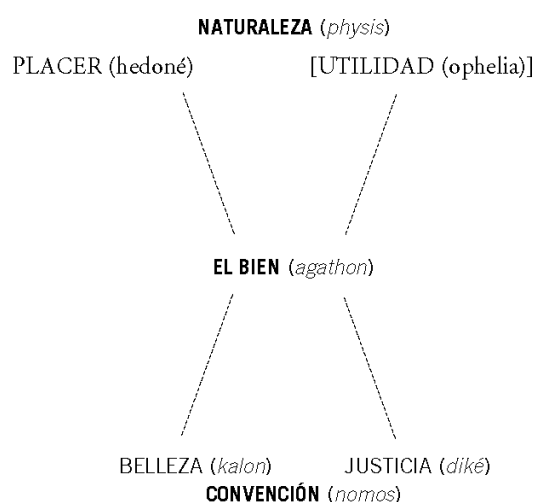 NATURALEZA (physis)
PLACER (hedoné) [UTILIDAD (ophelia)]
EL BIEN (agathon)
BELLEZA (kalon) JUSTICIA (diké)
CONVENCIÓN (nomos)